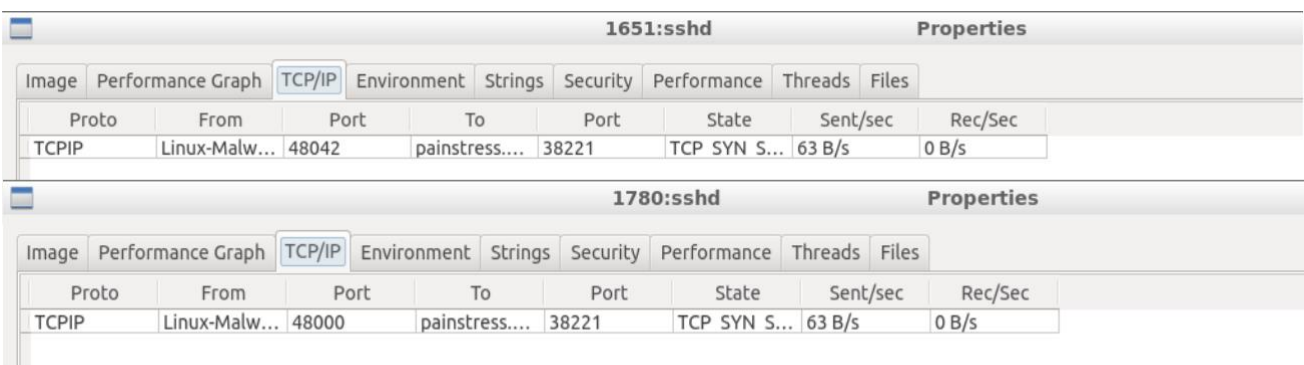 1651:sshd Properties
Image Performance Graph TCP/IP Environment Strings Security Performance Threads Files
Proto From Port To Port State Sent/sec Rec/Sec
TCPIP Linux-Malw... 48042 painstress.... 38221 TCP SYN S... 63 B/s 0 B/s
1780:sshd Properties
Image Performance Graph TCP/IP Environment Strings Security Performance Threads Files
Proto From Port To Port State Sent/sec Rec/Sec
TCPIP Linux-Malw... 48000 painstress.... 38221 TCP SYN S... 63 B/s 0 B/s